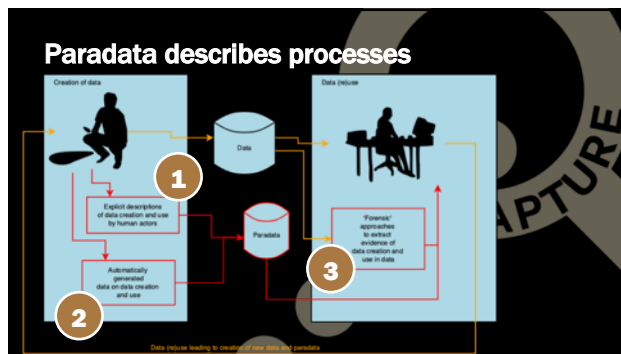 Paradata describes processes
Creation of data
Data (re)use
Data
1
Explicit descriptions
of data creation and use
by human actors
Paradata
'Forensic'
approaches
to extract
evidence of
data creation and
use in data
3
Automatically
generated
data on data creation
and use
2
Data (re)use leading to creation of new data and paradata
APTURE